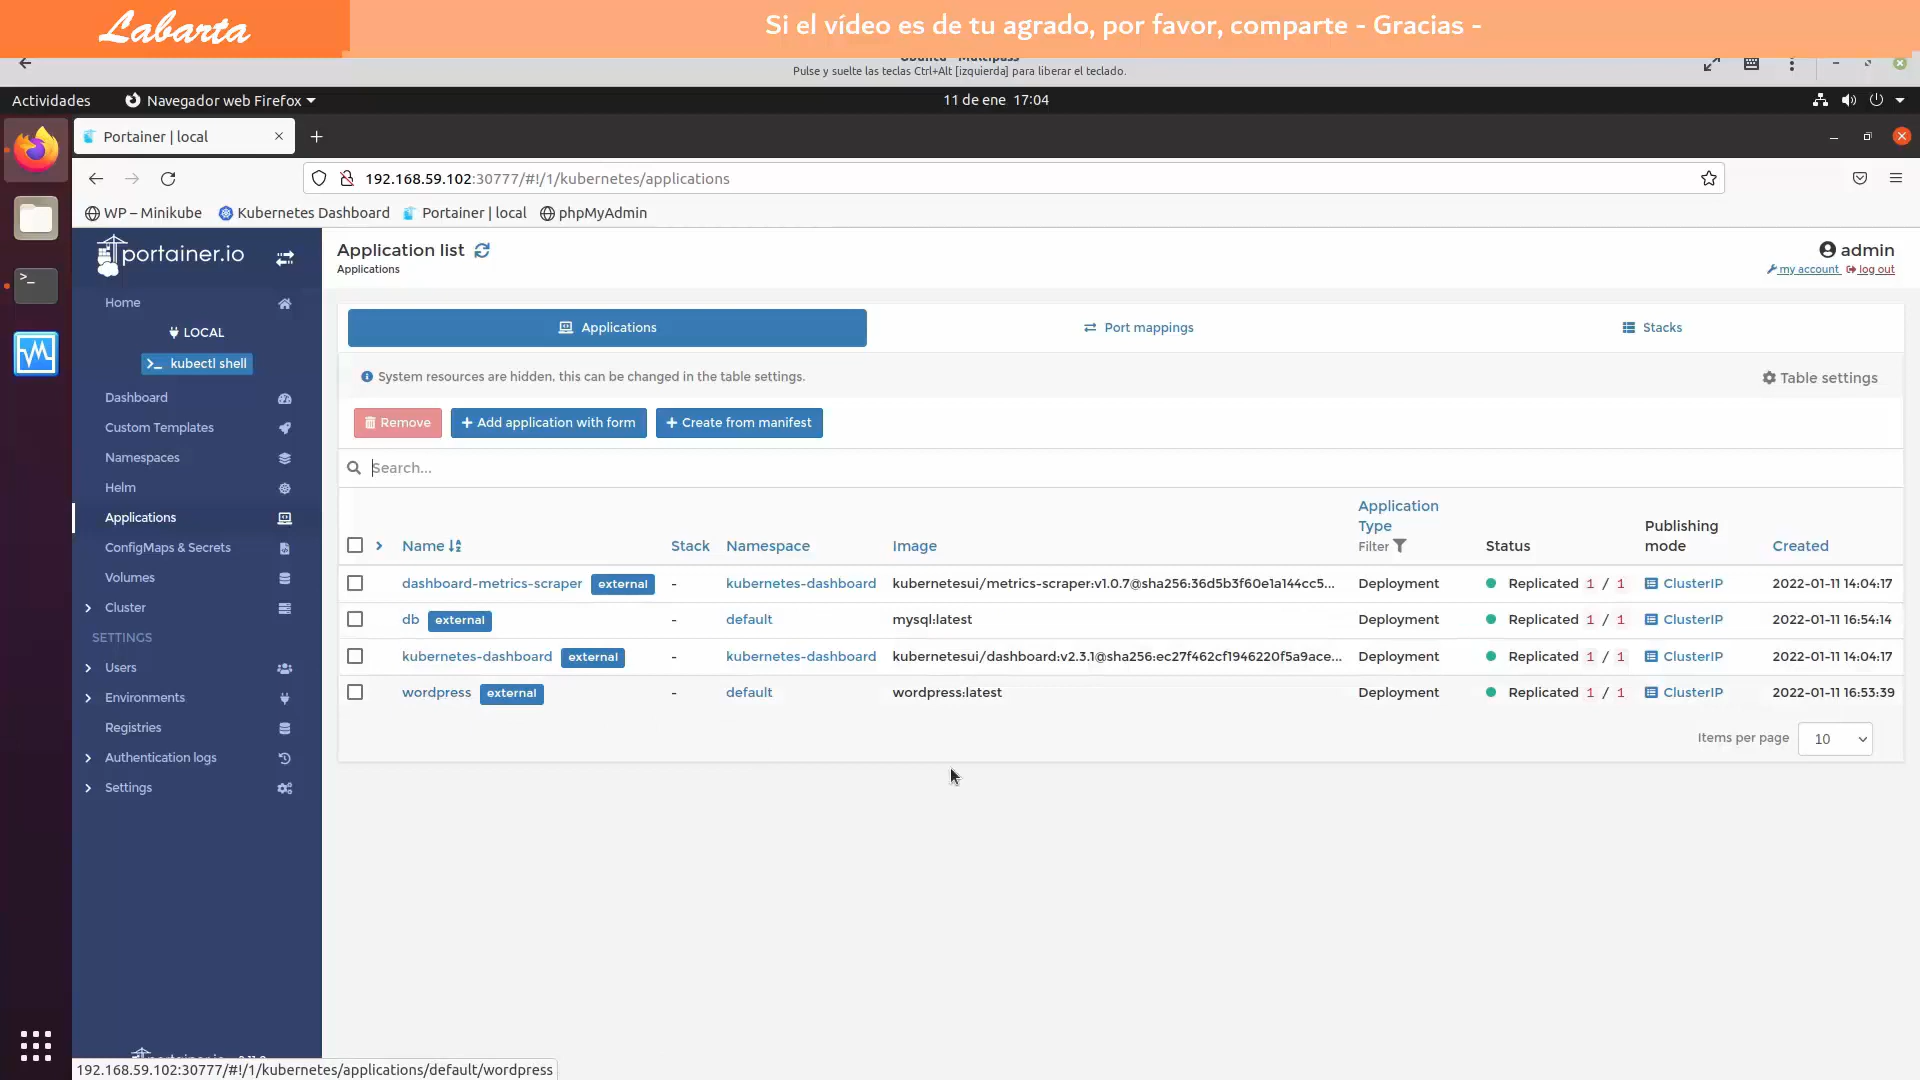 Labarta
Si el vídeo es de tu agrado, por favor, comparte - Gracias -
Pulse y suelte las teclas Ctrl+Alt [izquierda] para liberar el teclado.
Actividades
Navegador web Firefox
11 de ene 17:04
Portainer | local
192.168.59.102:30777/#!/1/kubernetes/applications
WP – Minikube
Kubernetes Dashboard
Portainer | local
phpMyAdmin
portainer.io
Home
LOCAL
>_ kubectl shell
Dashboard
Custom Templates
Namespaces
Helm
Applications
ConfigMaps & Secrets
Volumes
Cluster
SETTINGS
Users
Environments
Registries
Authentication logs
Settings
Application list
Applications
admin
my account log out
Applications
Port mappings
Stacks
System resources are hidden, this can be changed in the table settings.
Table settings
Remove
+ Add application with form
+ Create from manifest
Search...
Name Stack Namespace Image Application Type Filter Status Publishing mode Created
dashboard-metrics-scraper external - kubernetes-dashboard kubernetesui/metrics-scraper:v1.0.7@sha256:36d5b3f60e1a144cc5... Deployment Replicated 1 / 1 ClusterIP 2022-01-11 14:04:17
db external - default mysql:latest Deployment Replicated 1 / 1 ClusterIP 2022-01-11 16:54:14
kubernetes-dashboard external - kubernetes-dashboard kubernetesui/dashboard:v2.3.1@sha256:ec27f462cf1946220f5a9ace... Deployment Replicated 1 / 1 ClusterIP 2022-01-11 14:04:17
wordpress external - default wordpress:latest Deployment Replicated 1 / 1 ClusterIP 2022-01-11 16:53:39
Items per page 10
192.168.59.102:30777/#!/1/kubernetes/applications/default/wordpress